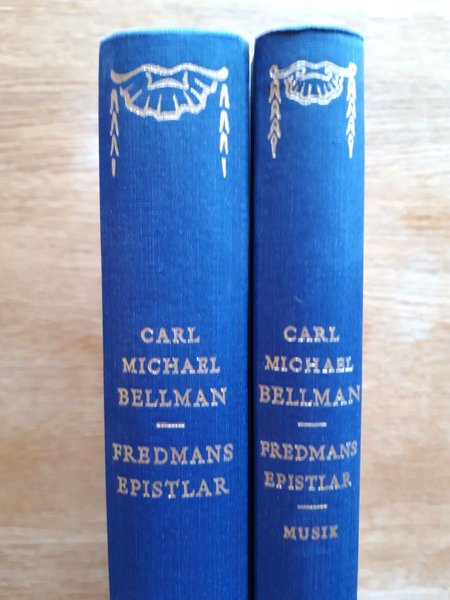 CARL
MICHAEL
BELLMAN
FREDMANS
EPISTLAR
CARL
MICHAEL
BELLMAN
FREDMANS
EPISTLAR
MUSIK